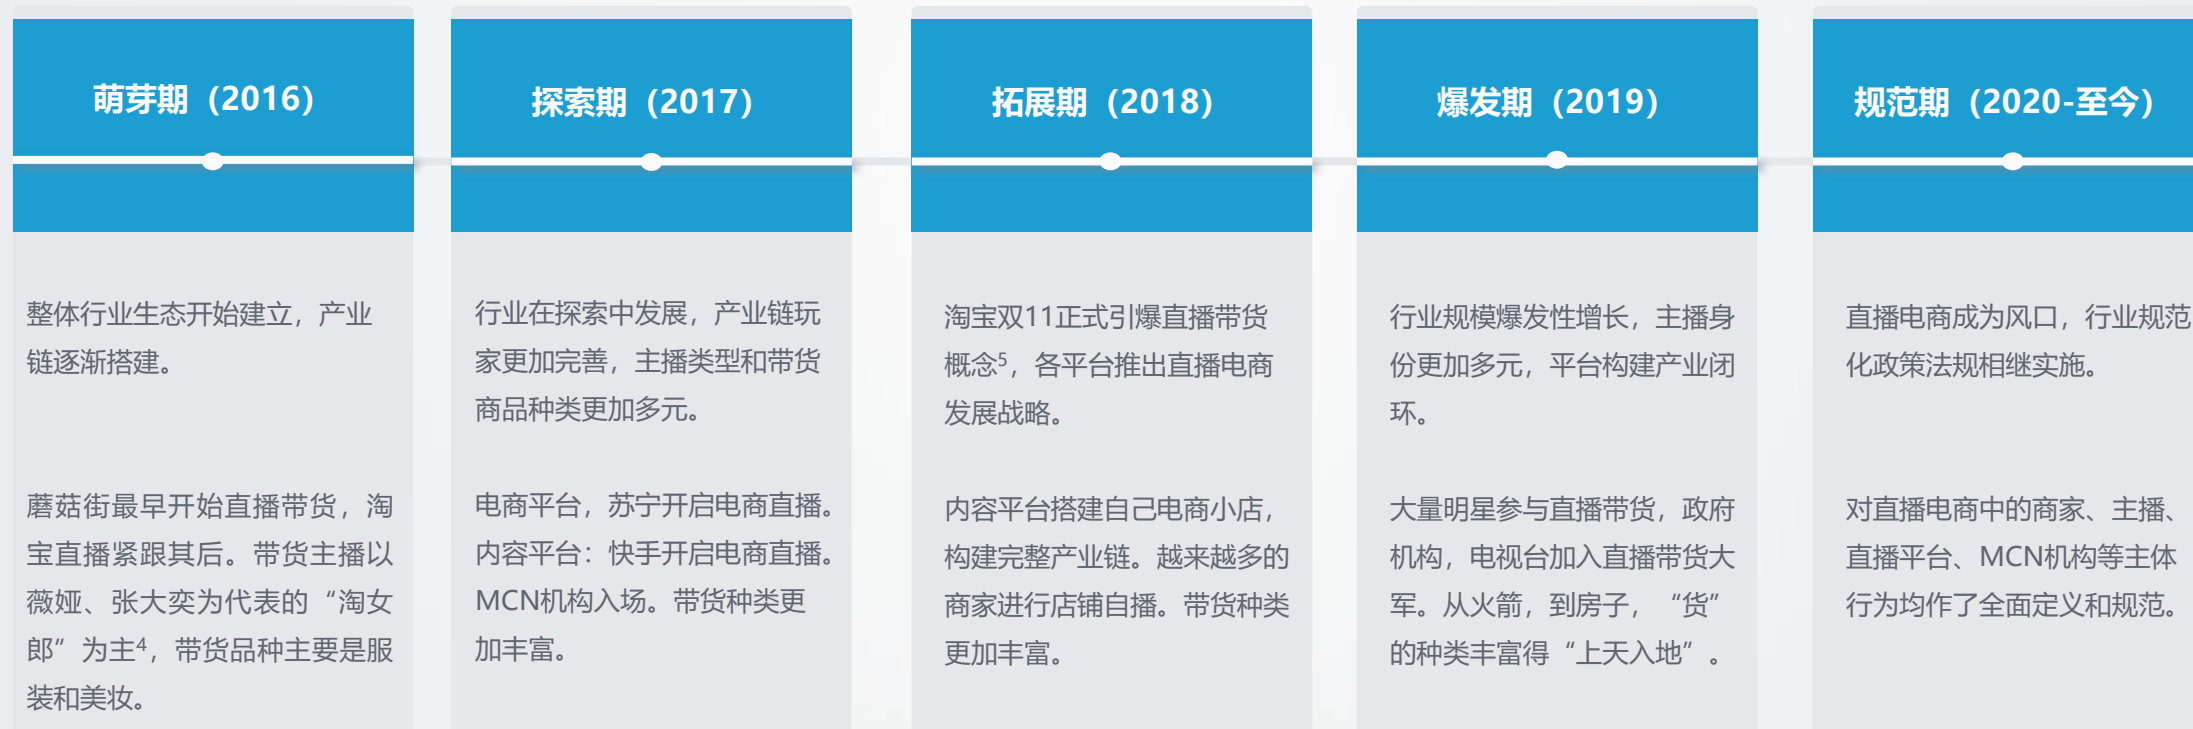 萌芽期（2016）
整体行业生态开始建立，产业
链逐渐搭建。
蘑菇街最早开始直播带货，淘
宝直播紧跟其后。带货主播以
薇娅、张大奕为代表的“淘女
郎”为主4，带货品种主要是服
装和美妆。
探索期（2017）
行业在探索中发展，产业链玩
家更加完善，主播类型和带货
商品种类更加多元。
电商平台，苏宁开启电商直播。
内容平台：快手开启电商直播。
MCN机构入场。带货种类更
加丰富。
拓展期（2018）
淘宝双11正式引爆直播带货
概念5，各平台推出直播电商
发展战略。
内容平台搭建自己电商小店，
构建完整产业链。越来越多的
商家进行店铺自播。带货种类
更加丰富。
爆发期（2019）
行业规模爆发性增长，主播身
份更加多元，平台构建产业闭
环。
大量明星参与直播带货，政府
机构，电视台加入直播带货大
军。从火箭，到房子，“货”
的种类丰富得“上天入地”。
规范期（2020-至今）
直播电商成为风口，行业规范
化政策法规相继实施。
对直播电商中的商家、主播、
直播平台、MCN机构等主体
行为均作了全面定义和规范。